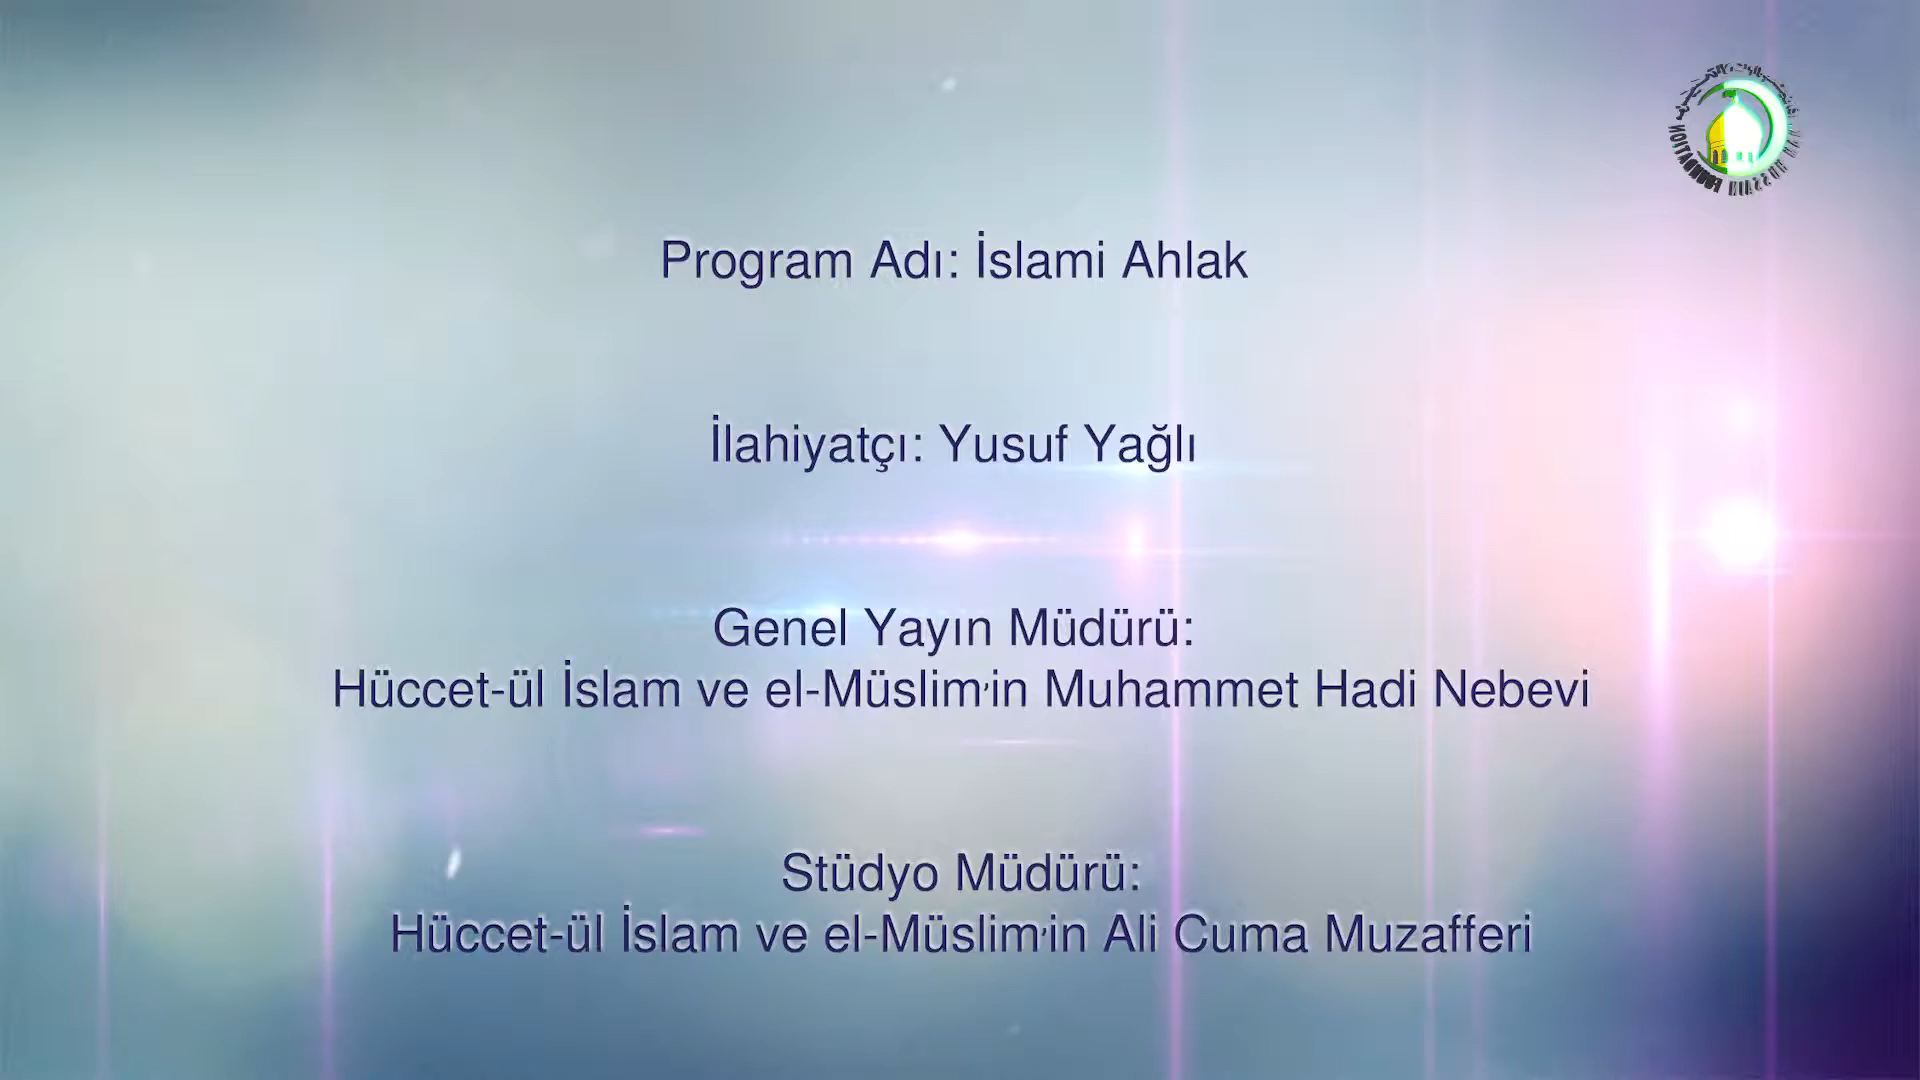 Program Adı: İslami Ahlak
İlahiyatçı: Yusuf Yağlı
Genel Yayın Müdürü:
Hüccet-ül İslam ve el-Müslim'in Muhammet Hadi Nebevi
Stüdyo Müdürü:
Hüccet-ül İslam ve el-Müslim'in Ali Cuma Muzafferi